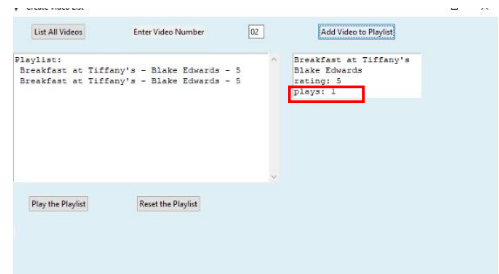 Create Video List
List All Videos
Enter Video Number
02
Add Video to Playlist
Playlist:
Breakfast at Tiffany's - Blake Edwards - 5
Breakfast at Tiffany's - Blake Edwards - 5
Breakfast at Tiffany's
Blake Edwards
rating: 5
plays: 1
Play the Playlist
Reset the Playlist